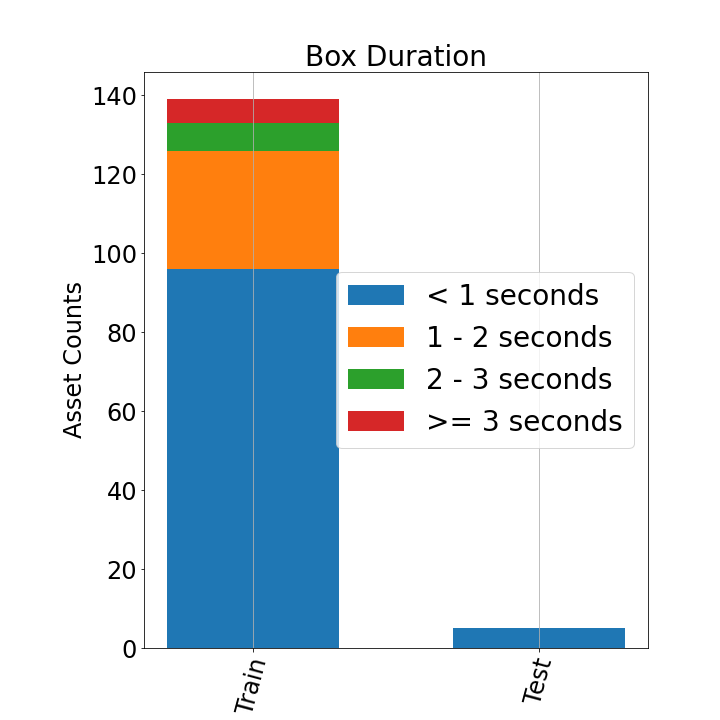 Box Duration
140
120
100
80
60
40
20
0
Asset Counts
< 1 seconds
1 - 2 seconds
2 - 3 seconds
>= 3 seconds
Train
Test